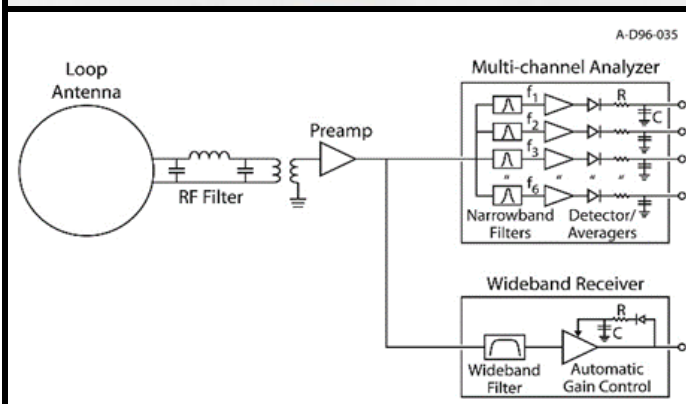 A-D96-035
Loop
Antenna
RF Filter
Preamp
Multi-channel Analyzer
f1
R
C
f2
f3
" " " "
f6
Narrowband
Filters
Detector/
Averagers
Wideband Receiver
R
C
Wideband
Filter
Automatic
Gain Control